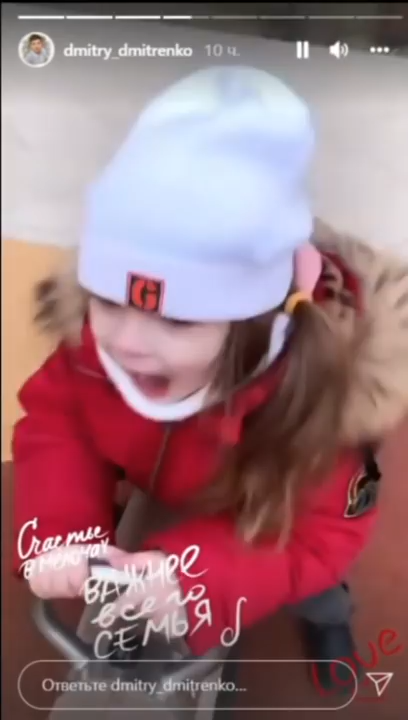 dmitry_dmitrenko 10 ч.
G
Счастье
в мелочах
ВАЖНЕЕ
всего
СЕМЬЯ
Love
Ответьте dmitry_dmitrenko...